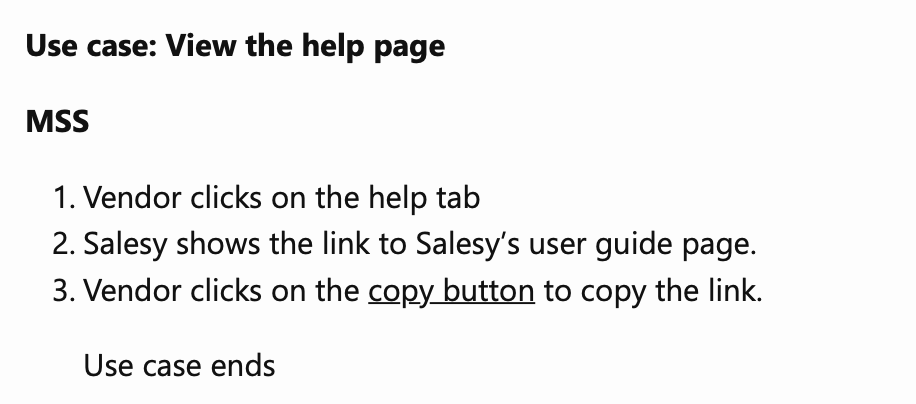 Use case: View the help page
MSS
1. Vendor clicks on the help tab
2. Salesy shows the link to Salesy’s user guide page.
3. Vendor clicks on the copy button to copy the link.
Use case ends